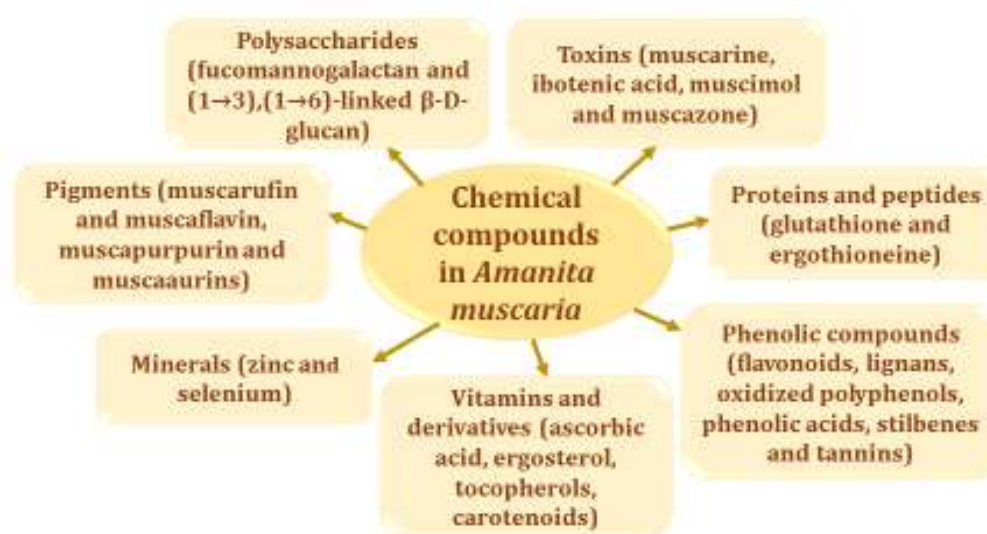 Polysaccharides
(fucomannogalactan and
(1→3),(1→6)-linked β-D-
glucan)
Toxins (muscarine,
ibotenic acid, muscimol
and muscazone)
Pigments (muscarufin
and muscaflavin,
muscapurpurin and
muscaaurins)
Chemical
compounds
in Amanita
muscaria
Proteins and peptides
(glutathione and
ergothioneine)
Minerals (zinc and
selenium)
Vitamins and
derivatives (ascorbic
acid, ergosterol,
tocopherols,
carotenoids)
Phenolic compounds
(flavonoids, lignans,
oxidized polyphenols,
phenolic acids, stilbenes
and tannins)